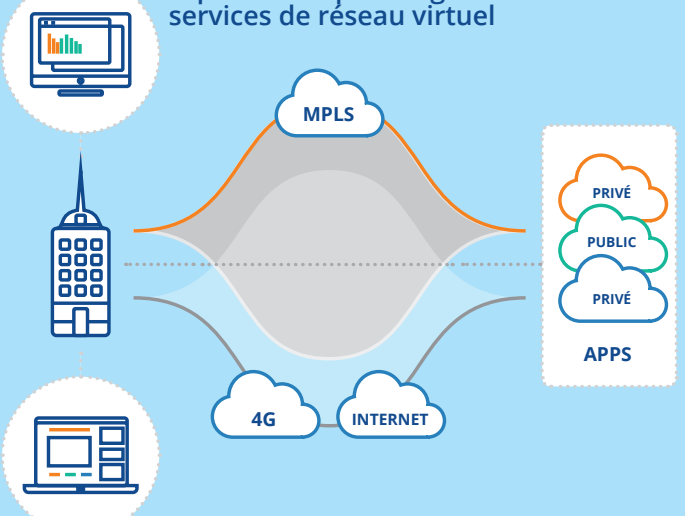 services de réseau virtuel
MPLS
PRIVÉ
PUBLIC
PRIVÉ
APPS
4G
INTERNET